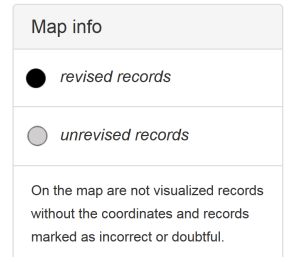 Map info
revised records
unrevised records
On the map are not visualized records
without the coordinates and records
marked as incorrect or doubtful.